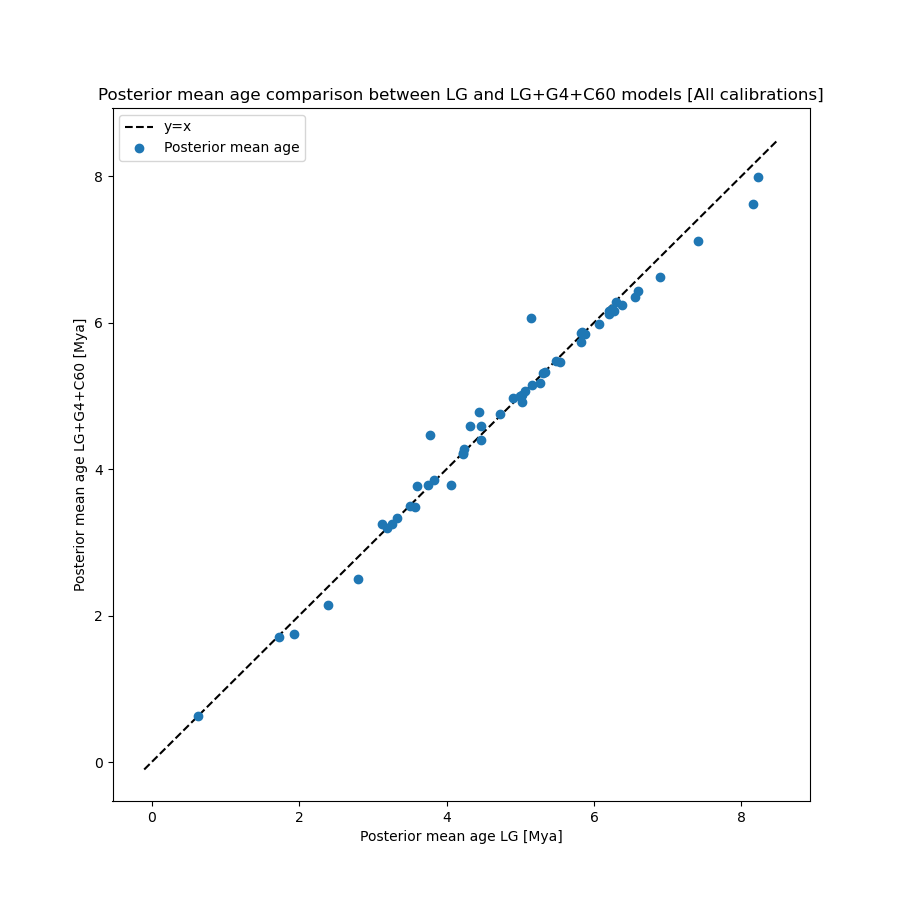 Posterior mean age comparison between LG and LG+G4+C60 models [All calibrations]
y=x
Posterior mean age
Posterior mean age LG+G4+C60 [Mya]
8
6
4
2
0
0 2 4 6 8
Posterior mean age LG [Mya]